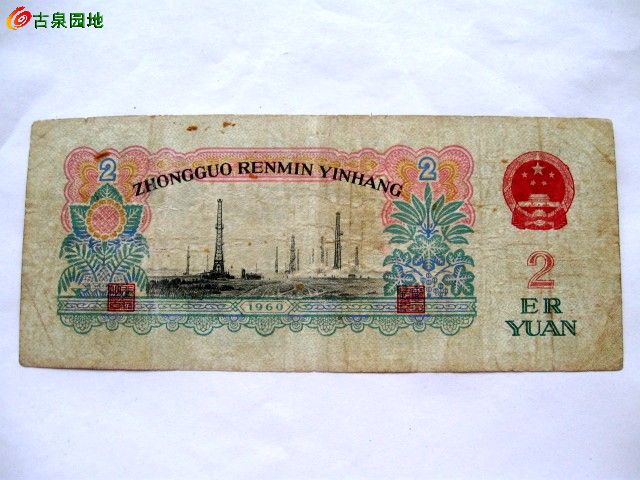 古泉园地
2
2
ZHONGGUO RENMIN YINHANG
1960
2
ER
YUAN